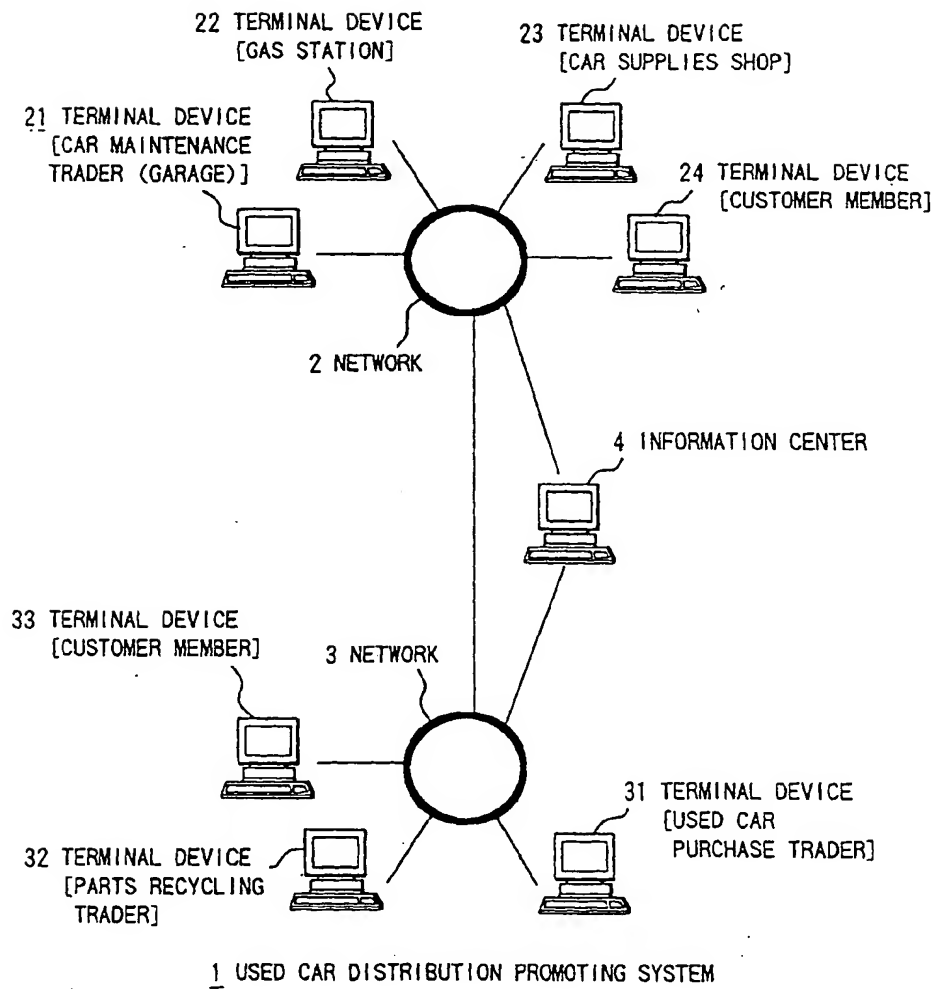 22 TERMINAL DEVICE
[GAS STATION]
23 TERMINAL DEVICE
[CAR SUPPLIES SHOP]
21 TERMINAL DEVICE
[CAR MAINTENANCE
TRADER (GARAGE)]
24 TERMINAL DEVICE
[CUSTOMER MEMBER]
2 NETWORK
4 INFORMATION CENTER
33 TERMINAL DEVICE
[CUSTOMER MEMBER]
3 NETWORK
31 TERMINAL DEVICE
[USED CAR
PURCHASE TRADER]
32 TERMINAL DEVICE
[PARTS RECYCLING
TRADER]
1 USED CAR DISTRIBUTION PROMOTING SYSTEM